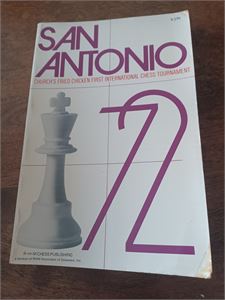 SAN
ANTONIO
CHURCH'S FRIED CHICKEN FIRST INTERNATIONAL CHESS TOURNAMENT
72
CHESS PUBLISHING